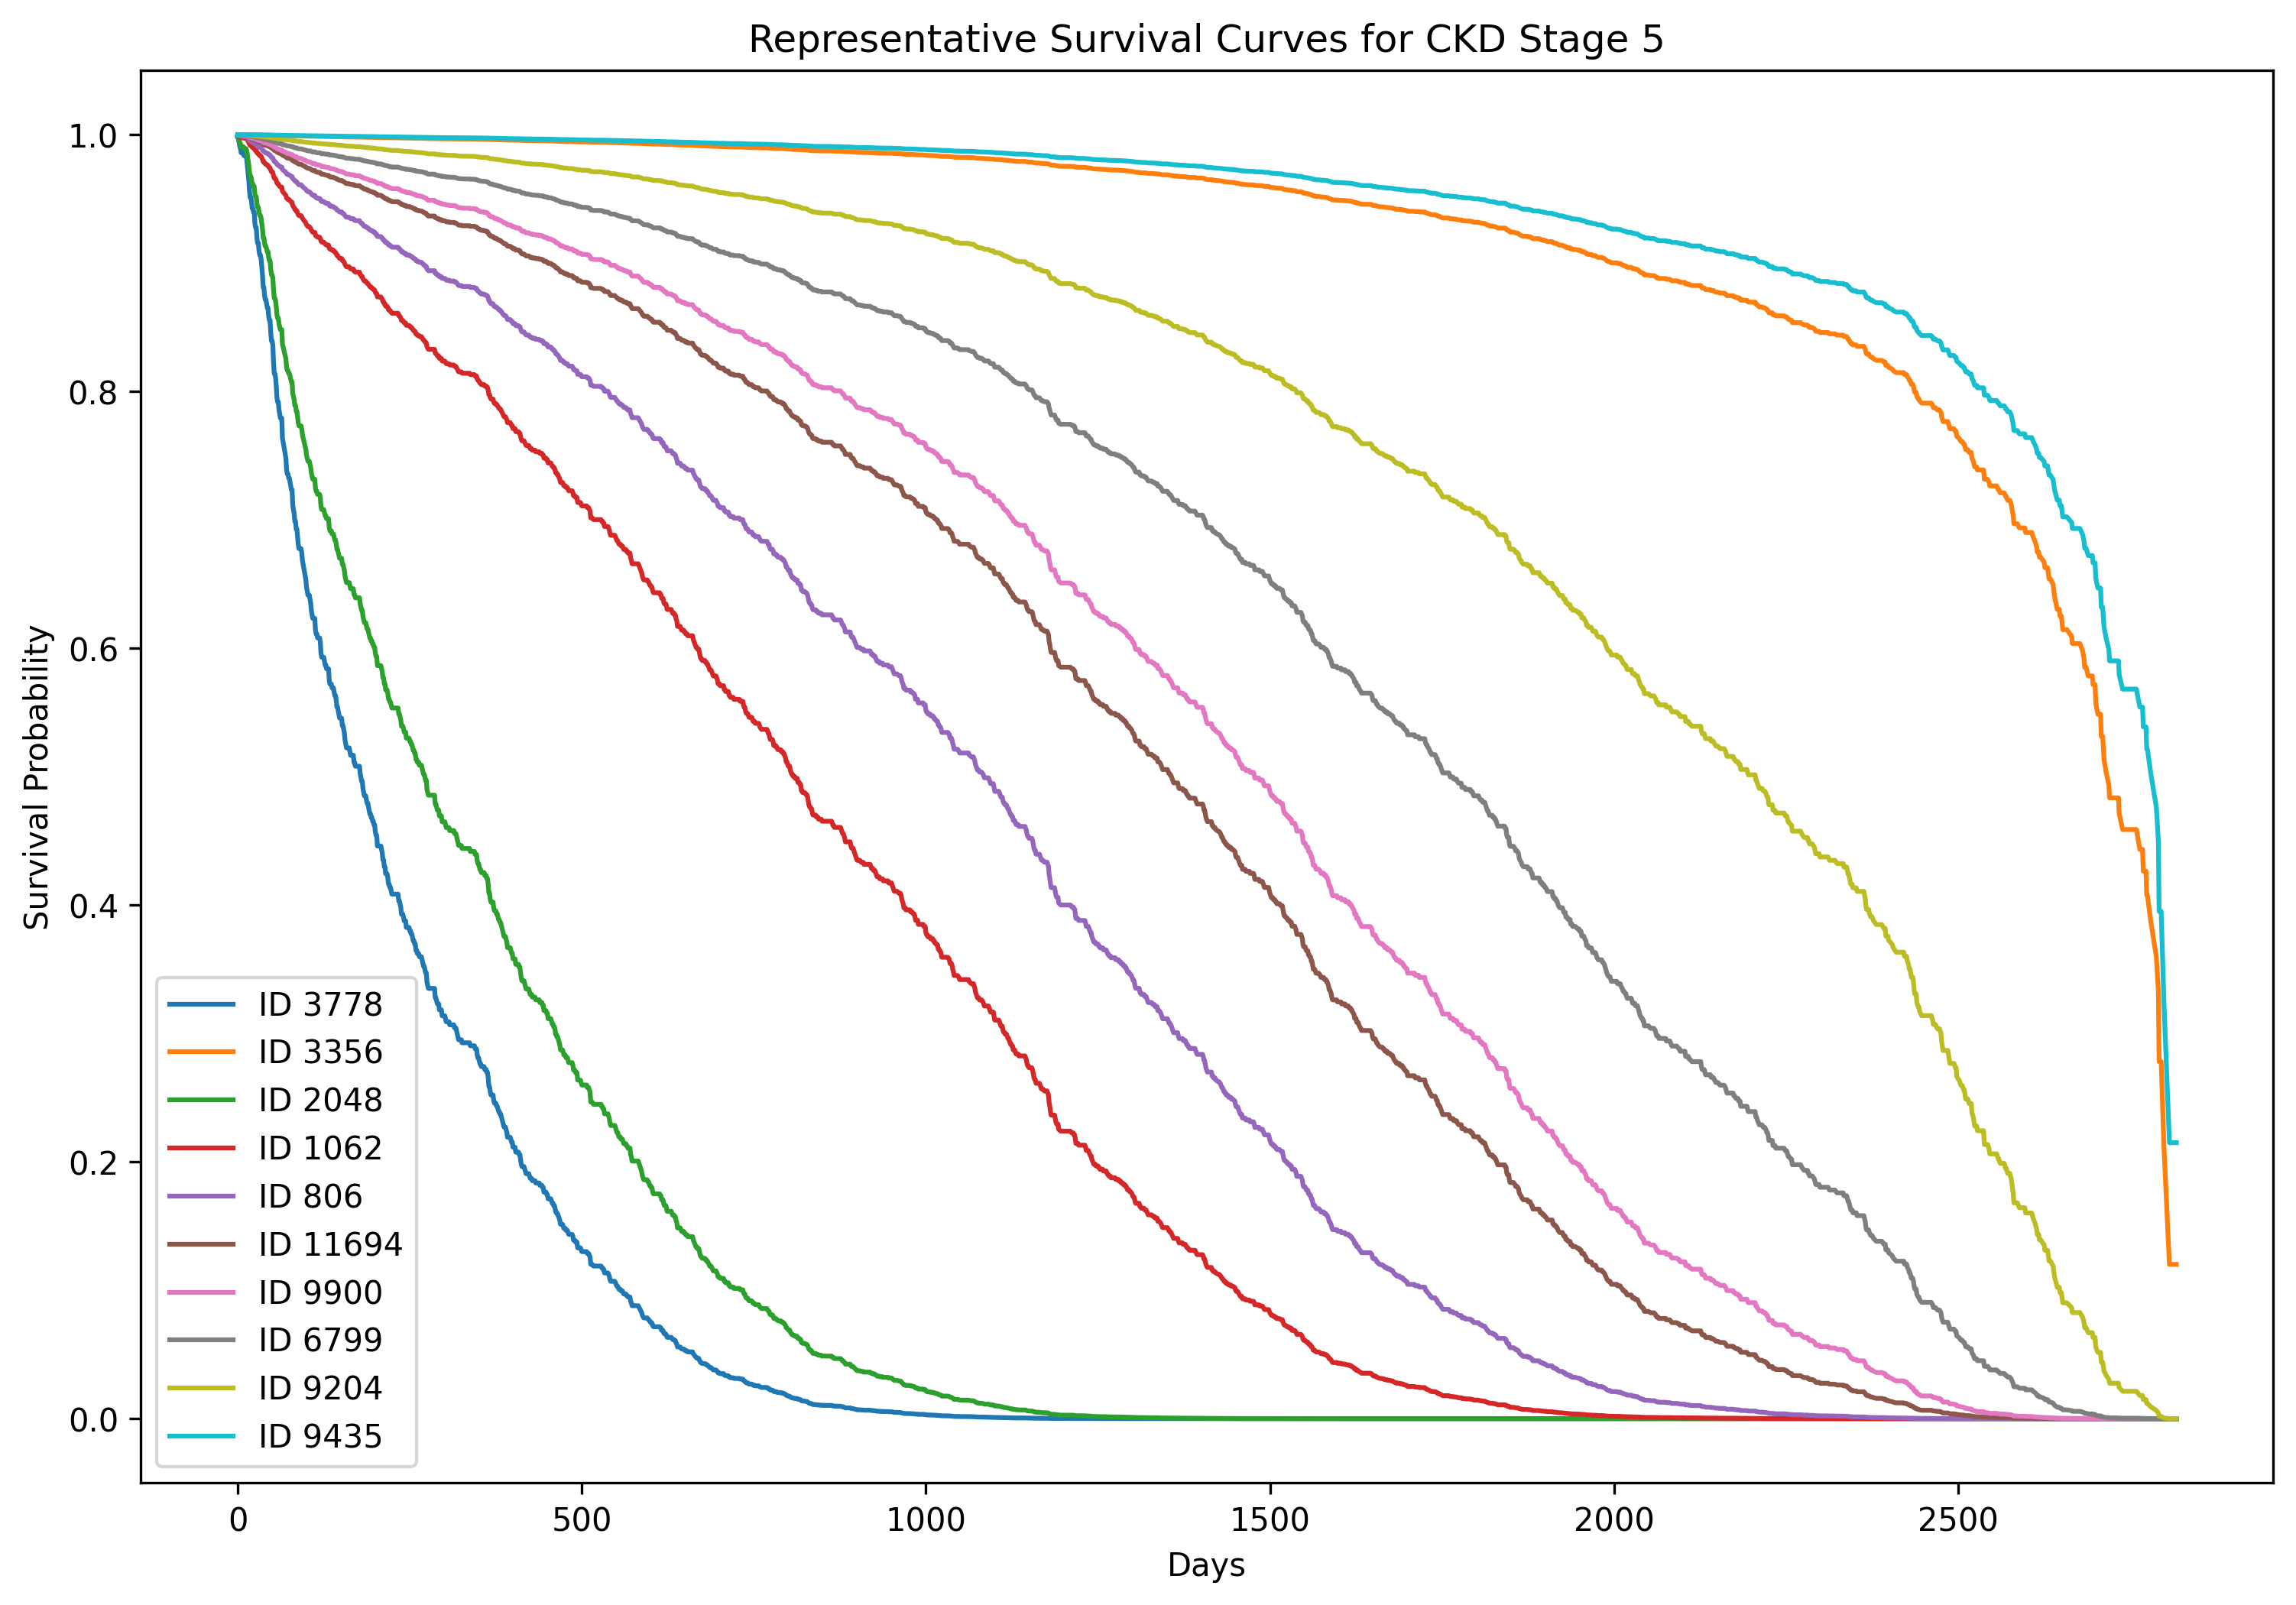 Representative Survival Curves for CKD Stage 5
Survival Probability
1.0
0.8
0.6
0.4
0.2
0.0
ID 3778
ID 3356
ID 2048
ID 1062
ID 806
ID 11694
ID 9900
ID 6799
ID 9204
ID 9435
0 500 1000 1500 2000 2500
Days